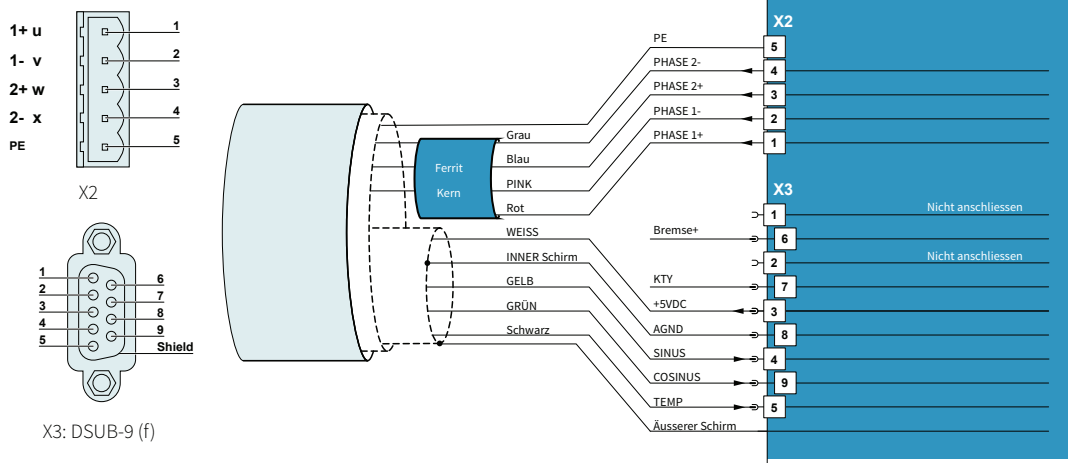 1+ u 1
1- v 2
2+ w 3
2- x 4
PE 5
X2
1 6
2 7
3 8
4 9
5 Shield
X3: DSUB-9 (f)
Ferrit
Kern
Grau
Blau
PINK
Rot
WEISS
INNER Schirm
GELB
GRÜN
Schwarz
X2
PE 5
PHASE 2- 4
PHASE 2+ 3
PHASE 1- 2
PHASE 1+ 1
X3
1 Nicht anschliessen
Bremse+ 6
2 Nicht anschliessen
KTY 7
+5VDC 3
AGND 8
SINUS 4
COSINUS 9
TEMP 5
Äusserer Schirm